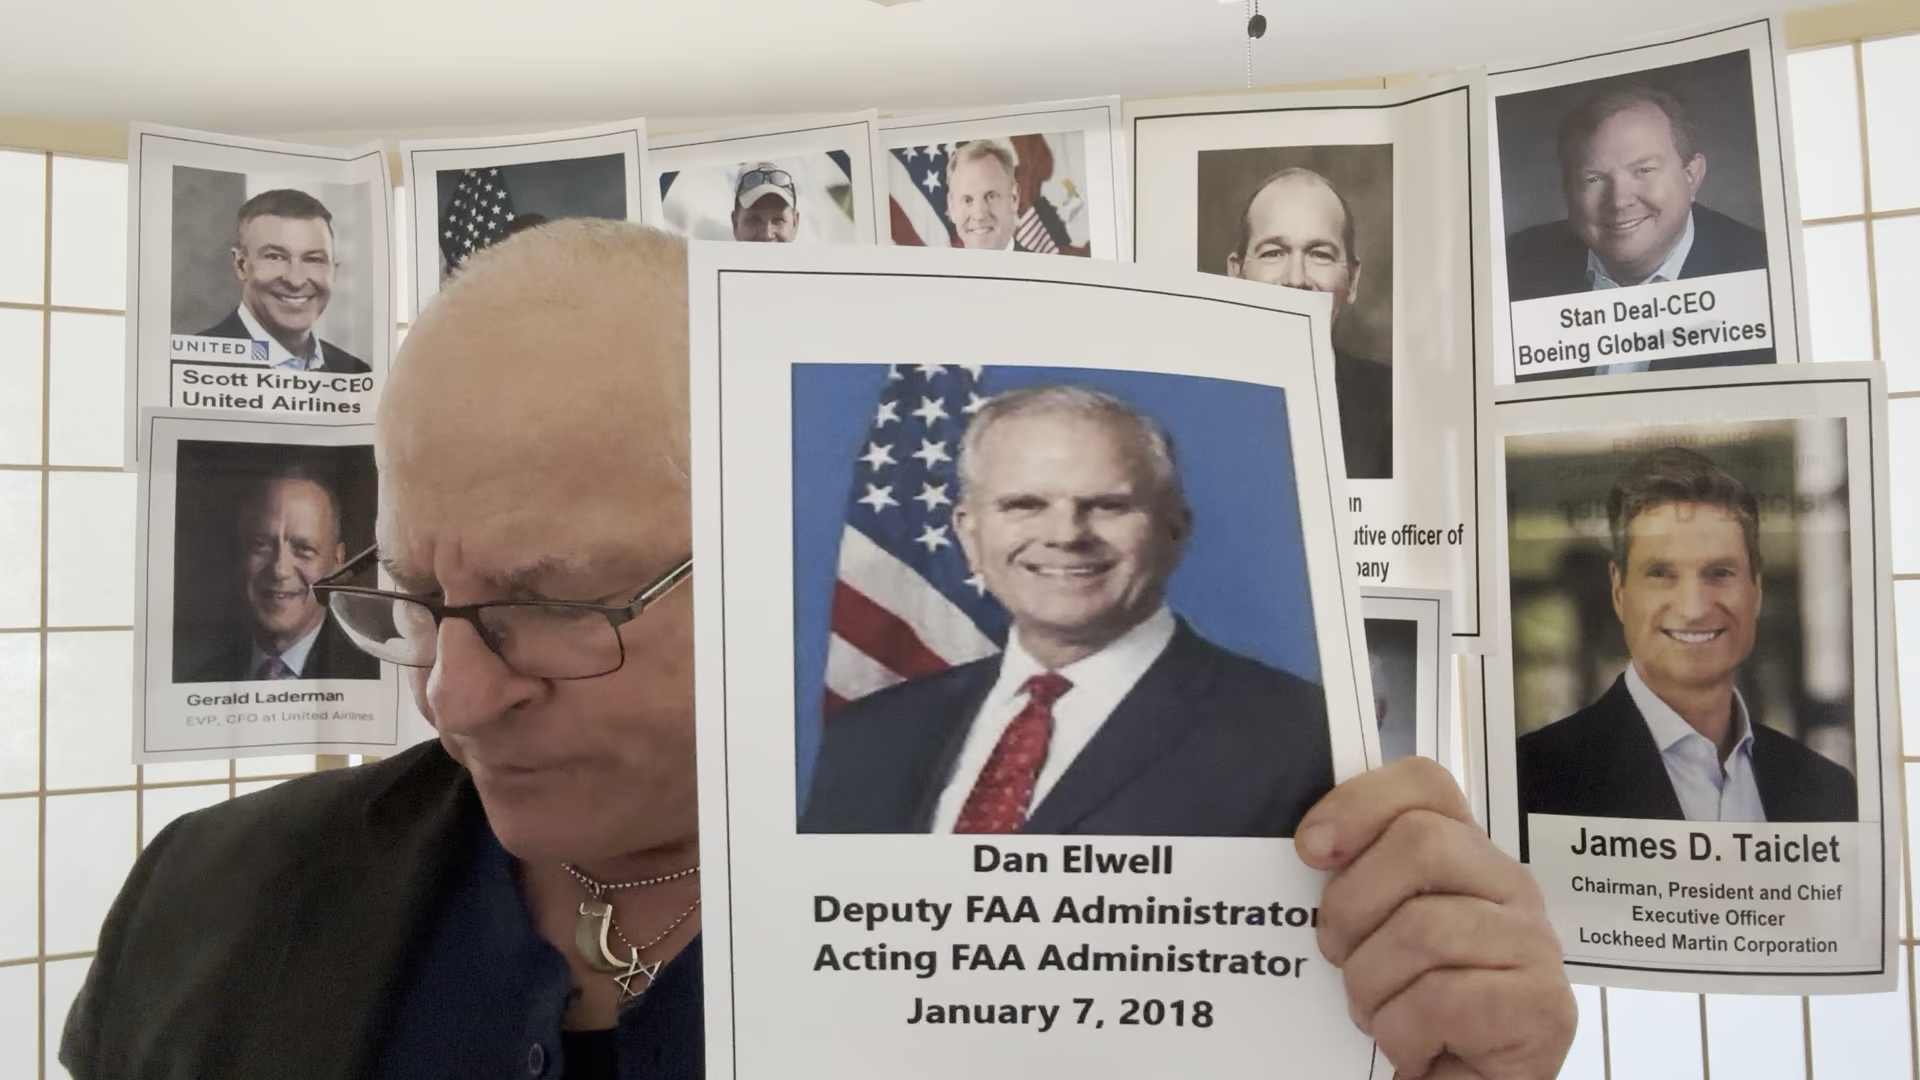 UNITED
Scott Kirby-CEO
United Airlines
Gerald Laderman
EVP, CFO at United Airlines
Dan Elwell
Deputy FAA Administrator
Acting FAA Administrator
January 7, 2018
officer of
Stan Deal-CEO
Boeing Global Services
James D. Taiclet
Chairman, President and Chief
Executive Officer
Lockheed Martin Corporation